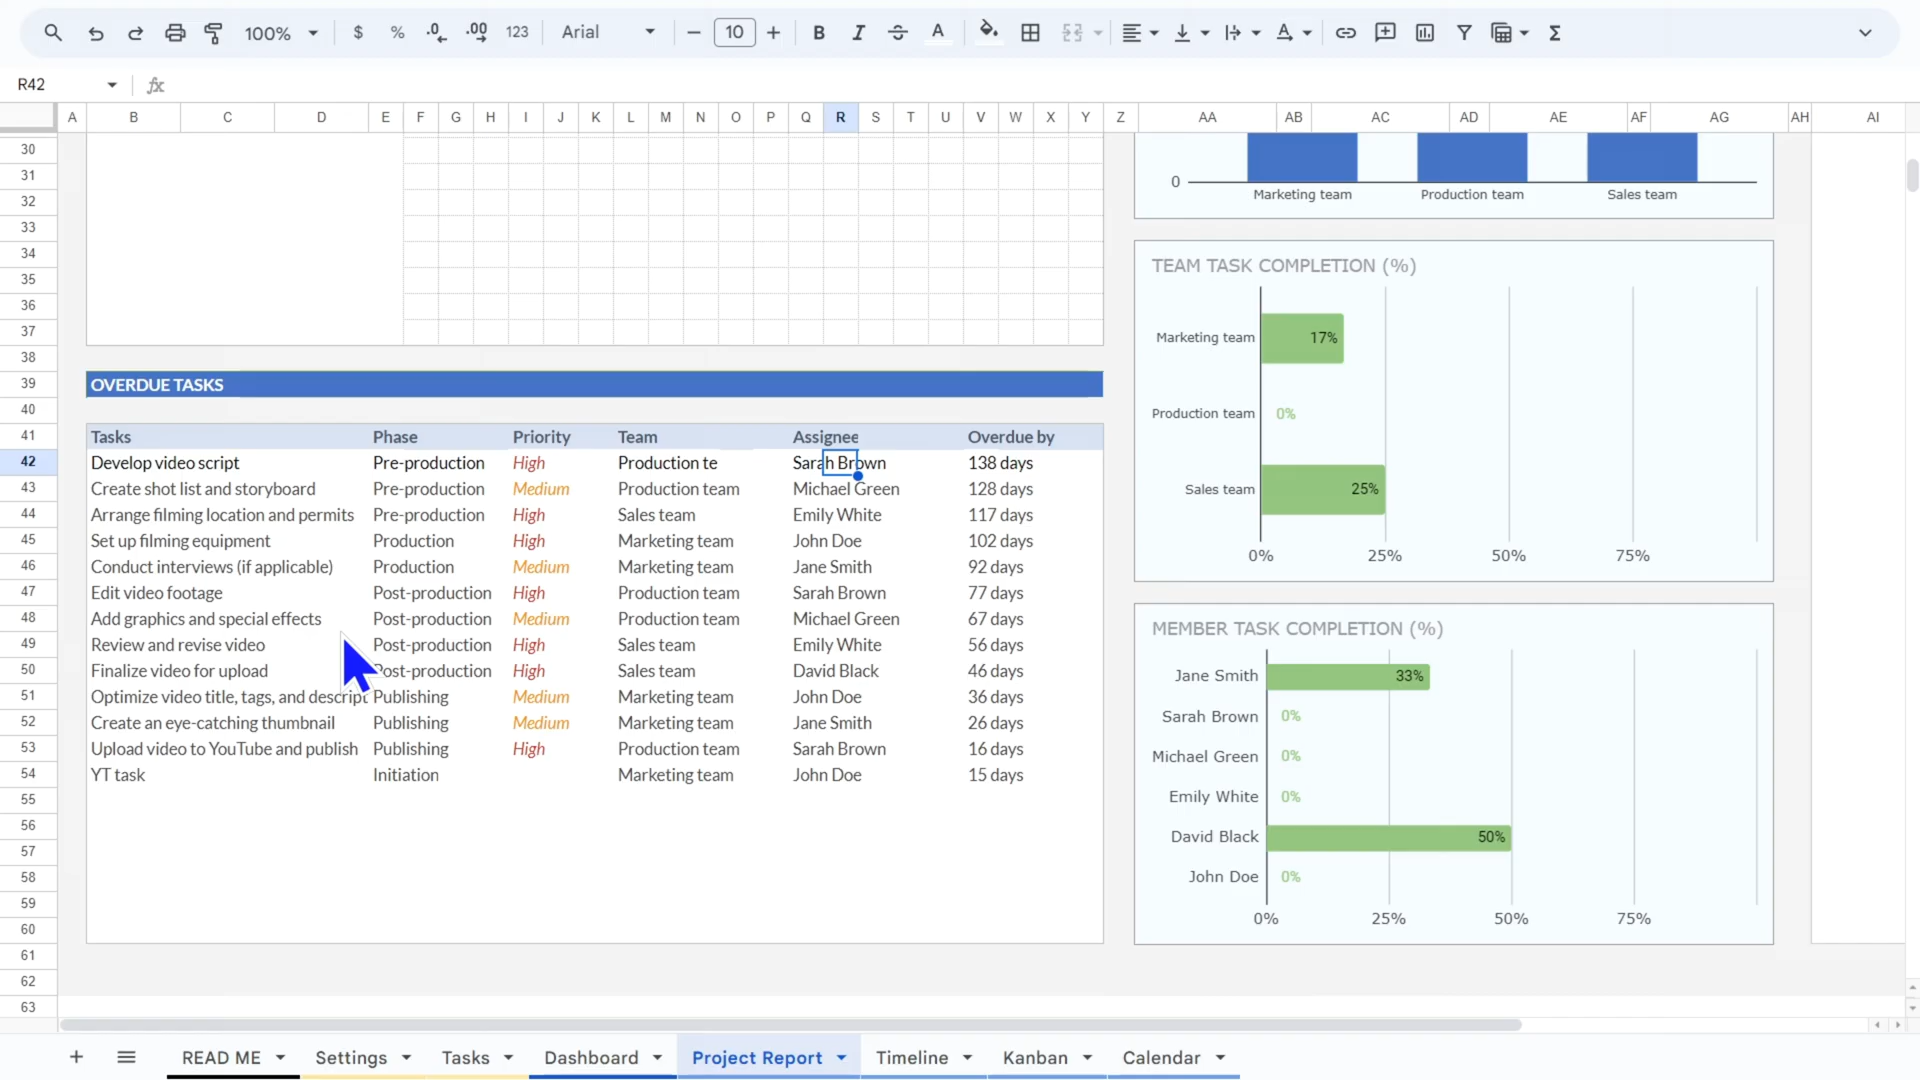 100% $ % .0 .00 123 Arial 10 B I A
R42 fx
A B C D E F G H I J K L M N O P Q R S T U V W X Y Z AA AB AC AD AE AF AG AH AI
30
31
32
33
34
35
36
37
38
39
40
41
42
43
44
45
46
47
48
49
50
51
52
53
54
55
56
57
58
59
60
61
62
63
OVERDUE TASKS
Tasks Phase Priority Team Assignee Overdue by
Develop video script Pre-production High Production te Sarah Brown 138 days
Create shot list and storyboard Pre-production Medium Production team Michael Green 128 days
Arrange filming location and permits Pre-production High Sales team Emily White 117 days
Set up filming equipment Production High Marketing team John Doe 102 days
Conduct interviews (if applicable) Production Medium Marketing team Jane Smith 92 days
Edit video footage Post-production High Production team Sarah Brown 77 days
Add graphics and special effects Post-production Medium Production team Michael Green 67 days
Review and revise video Post-production High Sales team Emily White 56 days
Finalize video for upload Post-production High Sales team David Black 46 days
Optimize video title, tags, and descript Publishing Medium Marketing team John Doe 36 days
Create an eye-catching thumbnail Publishing Medium Marketing team Jane Smith 26 days
Upload video to YouTube and publish Publishing High Production team Sarah Brown 16 days
YT task Initiation Marketing team John Doe 15 days
0
Marketing team Production team Sales team
TEAM TASK COMPLETION (%)
Marketing team 17%
Production team 0%
Sales team 25%
0% 25% 50% 75%
MEMBER TASK COMPLETION (%)
Jane Smith 33%
Sarah Brown 0%
Michael Green 0%
Emily White 0%
David Black 50%
John Doe 0%
0% 25% 50% 75%
READ ME Settings Tasks Dashboard Project Report Timeline Kanban Calendar